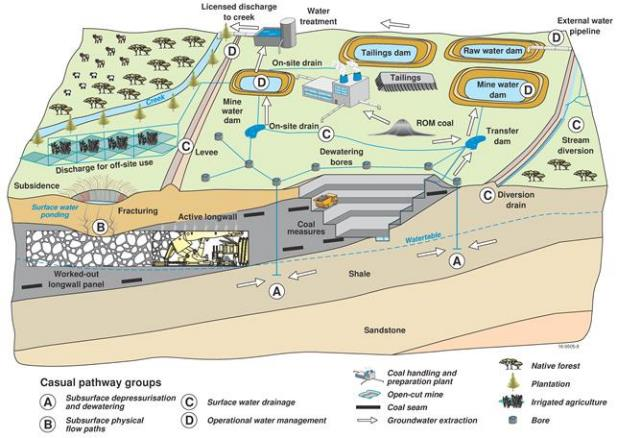 Licensed discharge
to creek
Water
treatment
External water
pipeline
D
D
Tailings dam
Raw water dam
On-site drain
D
Tailings
Mine water
dam
D
Creek
Mine
water
dam
On-site drain
C
ROM coal
Transfer
dam
C
Stream
diversion
Discharge for off-site use
C
Levee
Dewatering
bores
Subsidence
Surface water
ponding
Fracturing
B
Active longwall
Coal
measures
C
Diversion
drain
Watertable
Worked-out
longwall panel
A
Shale
A
Sandstone
Casual pathway groups
A
Subsurface depressurisation
and dewatering
B
Subsurface physical
flow paths
C
Surface water drainage
D
Operational water management
Coal handling and
preparation plant
Open-cut mine
Coal seam
Groundwater extraction
Native forest
Plantation
Irrigated agriculture
Bore